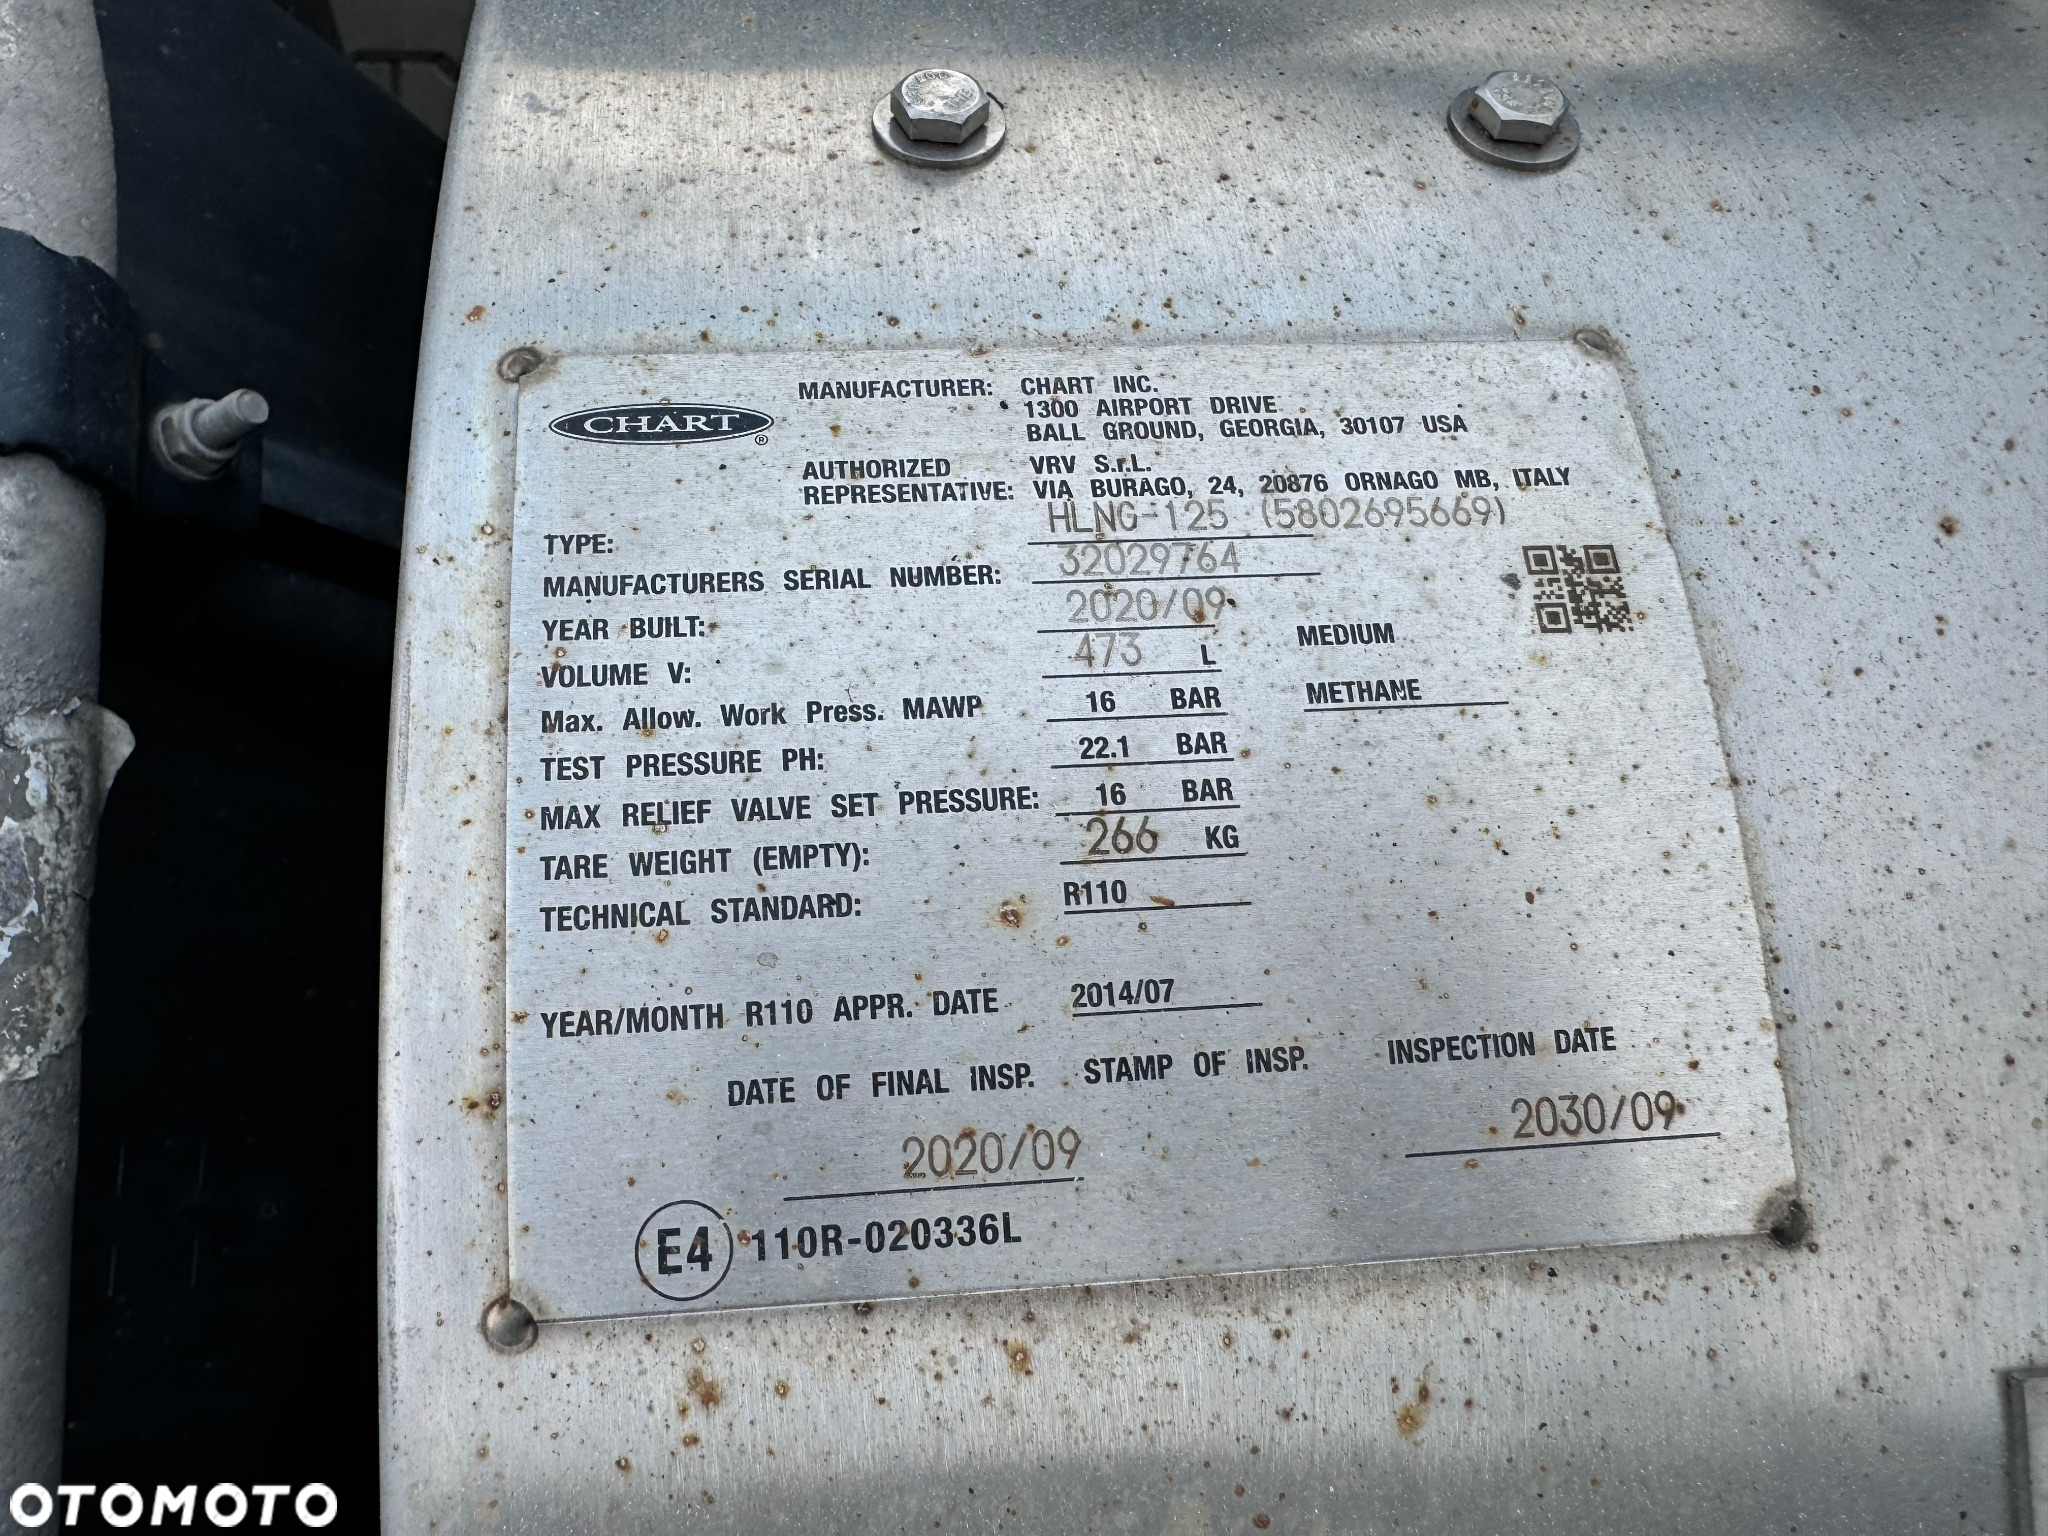 CHART ®
MANUFACTURER: CHART INC.
1300 AIRPORT DRIVE
BALL GROUND, GEORGIA, 30107 USA
AUTHORIZED VRV S.r.L.
REPRESENTATIVE: VIA BURAGO, 24, 20876 ORNAGO MB, ITALY
TYPE: HLNG-125 (5802695669)
MANUFACTURERS SERIAL NUMBER: 32029764
YEAR BUILT: 2020/09
VOLUME V: 473 L MEDIUM
Max. Allow. Work Press. MAWP 16 BAR METHANE
TEST PRESSURE PH: 22.1 BAR
MAX RELIEF VALVE SET PRESSURE: 16 BAR
TARE WEIGHT (EMPTY): 266 KG
TECHNICAL STANDARD: R110
YEAR/MONTH R110 APPR. DATE 2014/07
DATE OF FINAL INSP. STAMP OF INSP. INSPECTION DATE
2020/09 2030/09
E4 110R-020336L
OTOMOTO